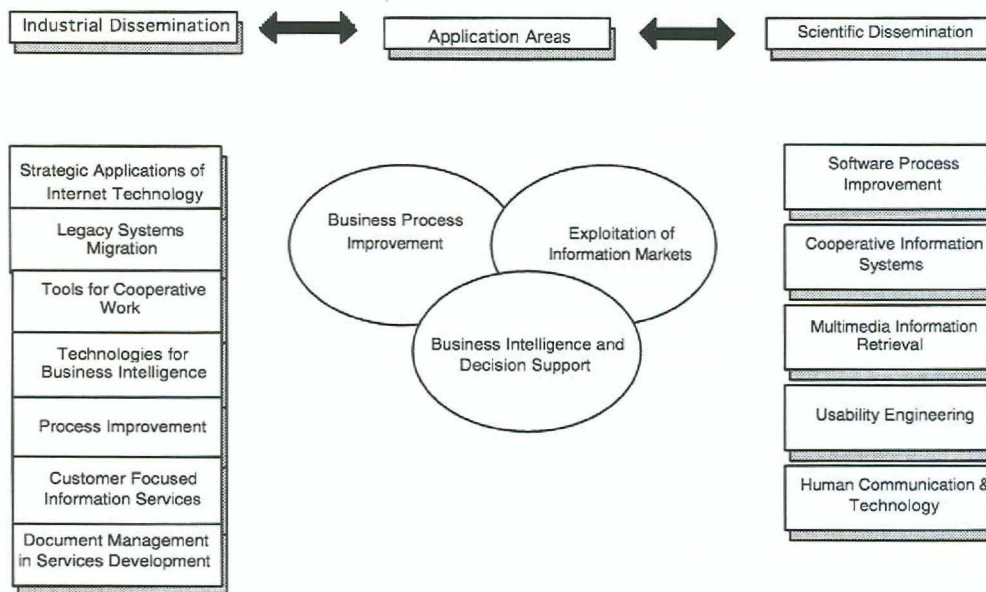 Industrial Dissemination
Application Areas
Scientific Dissemination
Strategic Applications of
Internet Technology
Legacy Systems
Migration
Tools for Cooperative
Work
Technologies for
Business Intelligence
Process Improvement
Customer Focused
Information Services
Document Management
in Services Development
Business Process
Improvement
Exploitation of
Information Markets
Business Intelligence and
Decision Support
Software Process
Improvement
Cooperative Information
Systems
Multimedia Information
Retrieval
Usability Engineering
Human Communication &
Technology